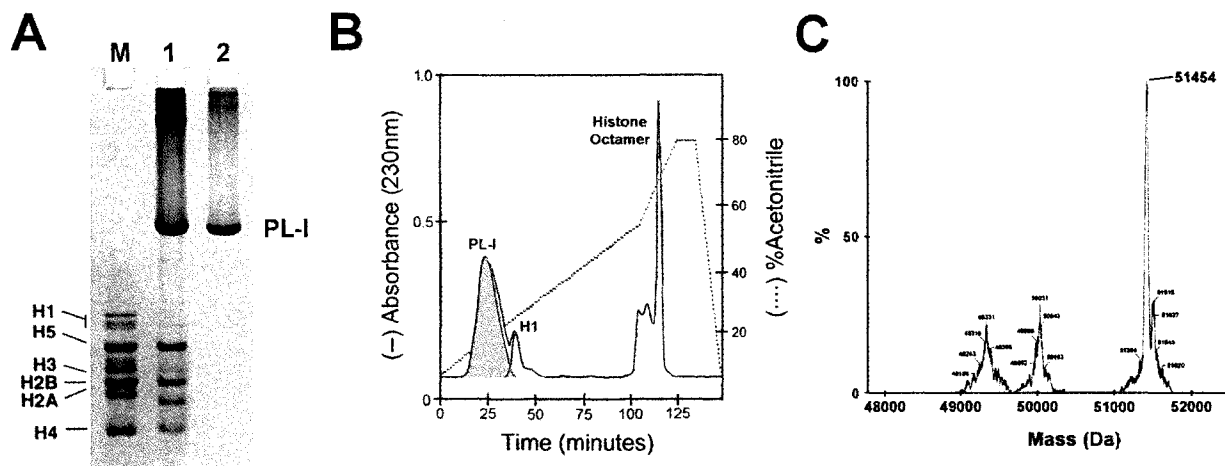 A
M 1 2
PL-I
H1
H5
H3
H2B
H2A
H4
B
1.0
0.5
0
(–) Absorbance (230nm)
PL-I
H1
Histone
Octamer
80
60
40
20
(····) %Acetonitrile
0 25 50 75 100 125
Time (minutes)
C
100
50
0
%
51454
48000 49000 50000 51000 52000
Mass (Da)